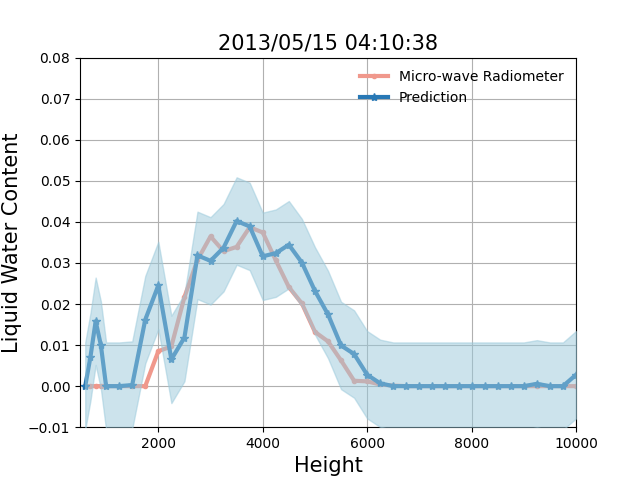 2013/05/15 04:10:38
Micro-wave Radiometer
Prediction
0.08
0.07
0.06
0.05
0.04
0.03
0.02
0.01
0.00
−0.01
Liquid Water Content
2000 4000 6000 8000 10000
Height